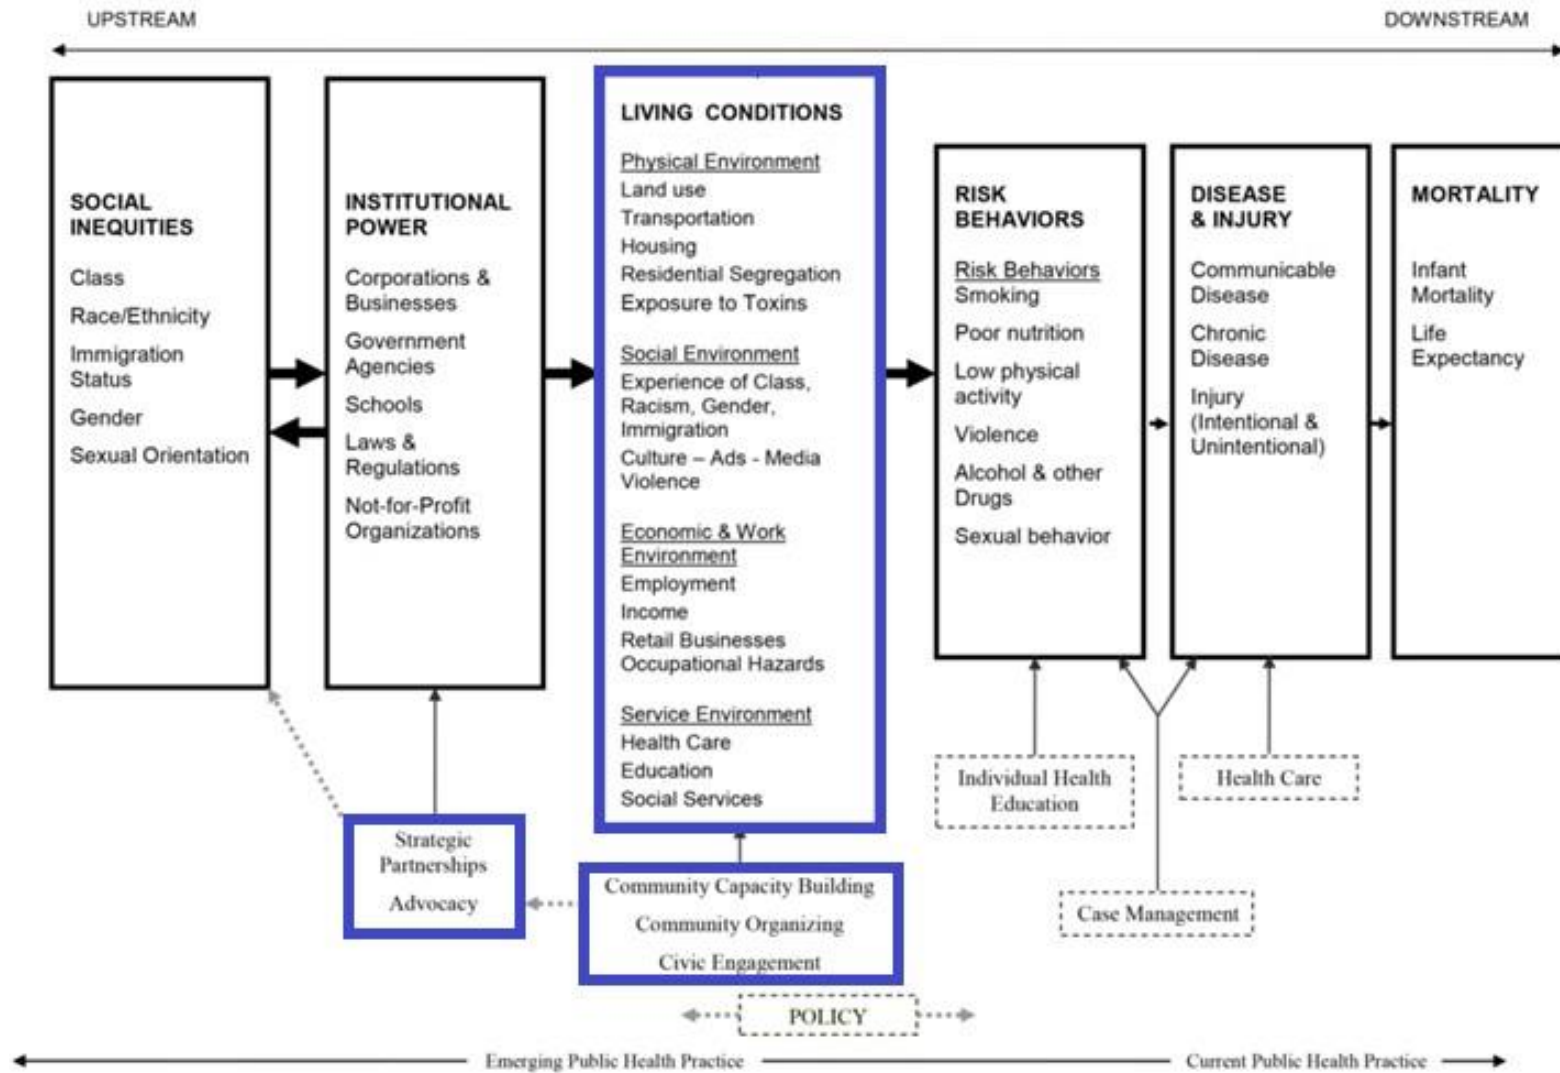 UPSTREAM
DOWNSTREAM
SOCIAL
INEQUITIES
Class
Race/Ethnicity
Immigration
Status
Gender
Sexual Orientation
INSTITUTIONAL
POWER
Corporations &
Businesses
Government
Agencies
Schools
Laws &
Regulations
Not-for-Profit
Organizations
LIVING CONDITIONS
Physical Environment
Land use
Transportation
Housing
Residential Segregation
Exposure to Toxins
Social Environment
Experience of Class,
Racism, Gender,
Immigration
Culture – Ads - Media
Violence
Economic & Work
Environment
Employment
Income
Retail Businesses
Occupational Hazards
Service Environment
Health Care
Education
Social Services
RISK
BEHAVIORS
Risk Behaviors
Smoking
Poor nutrition
Low physical
activity
Violence
Alcohol & other
Drugs
Sexual behavior
DISEASE
& INJURY
Communicable
Disease
Chronic
Disease
Injury
(Intentional &
Unintentional)
MORTALITY
Infant
Mortality
Life
Expectancy
Strategic
Partnerships
Advocacy
Community Capacity Building
Community Organizing
Civic Engagement
Individual Health
Education
Health Care
Case Management
POLICY
Emerging Public Health Practice
Current Public Health Practice